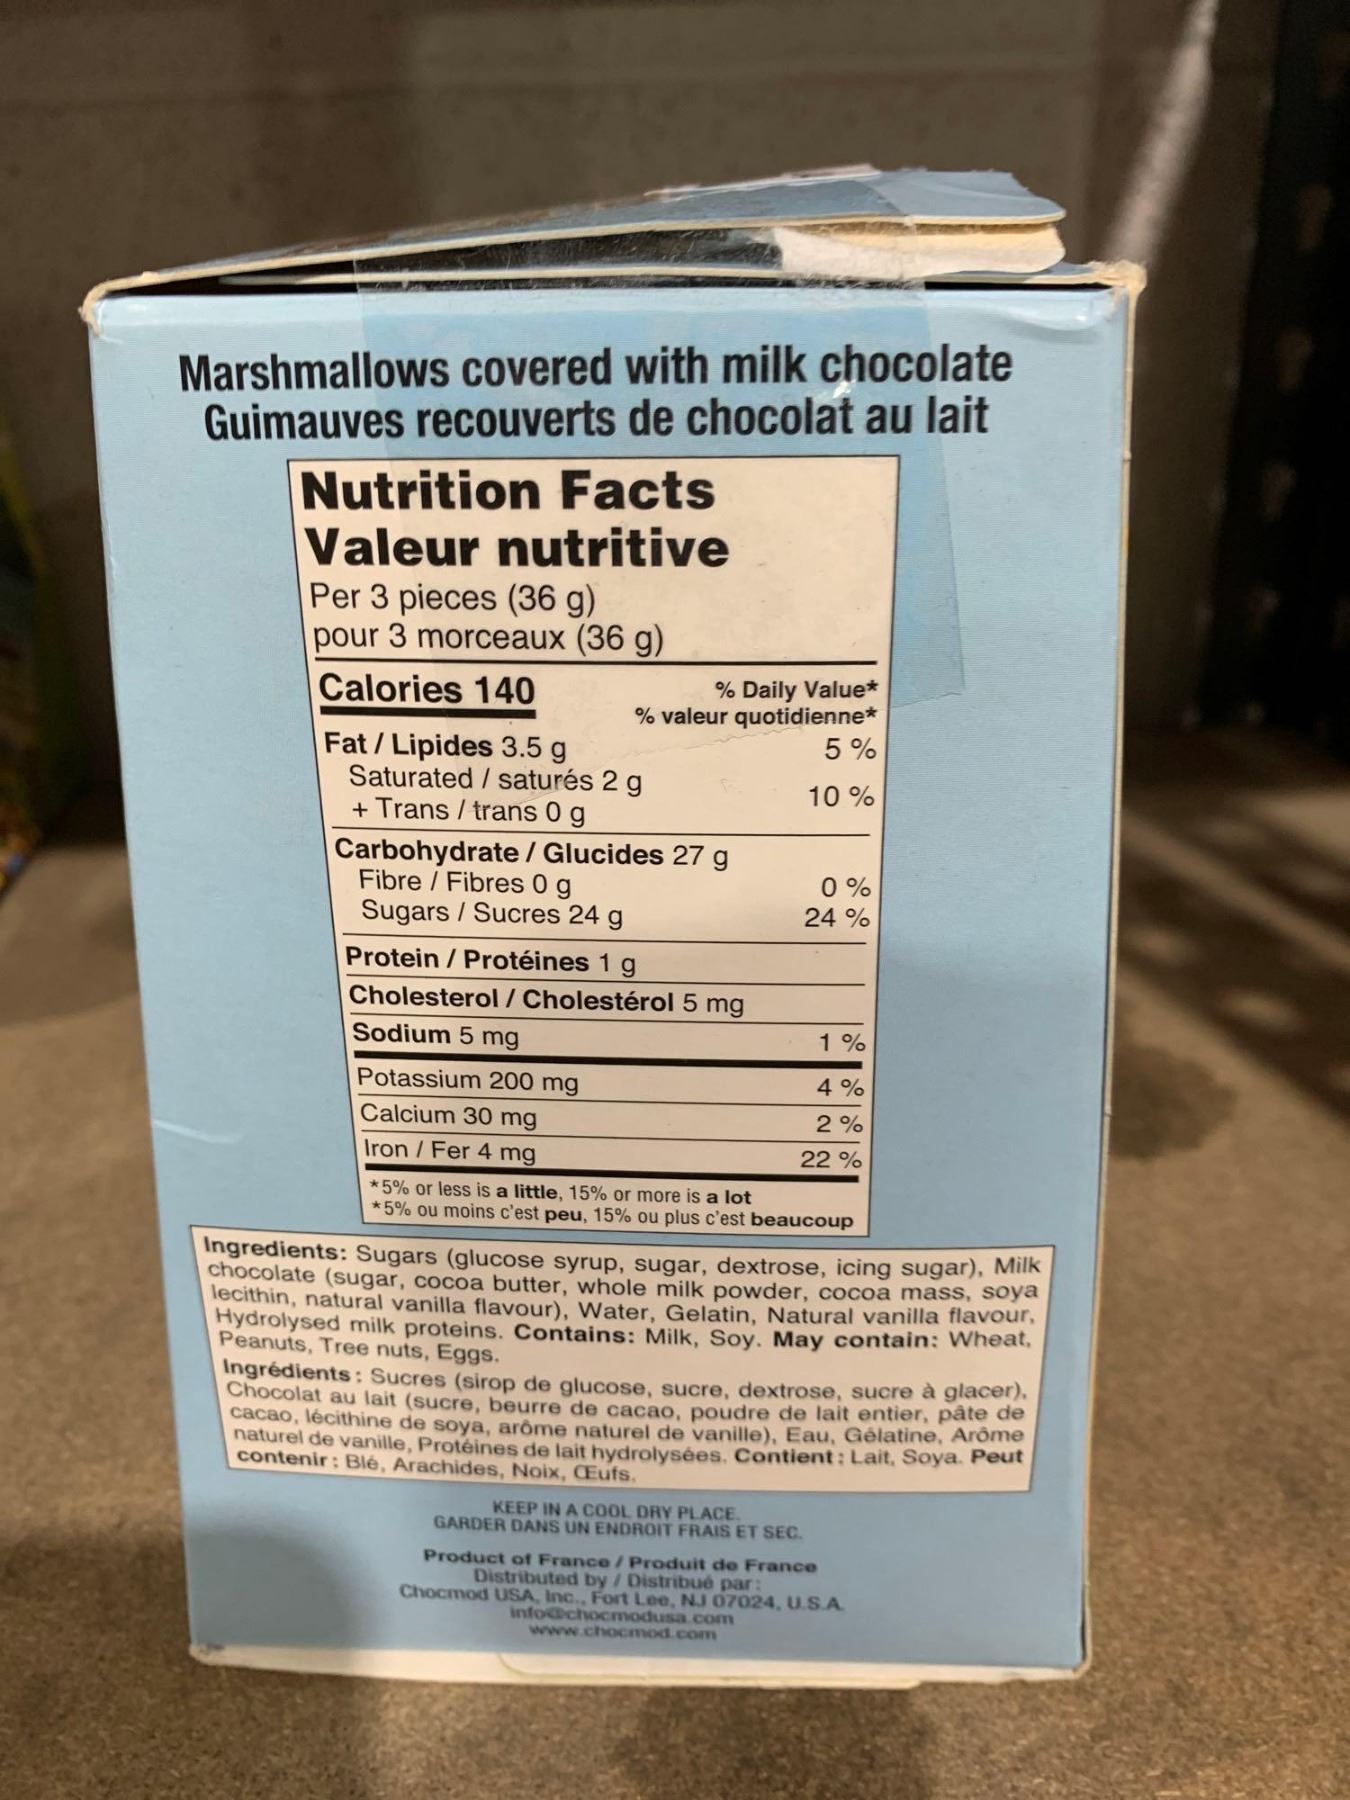 Marshmallows covered with milk chocolate
Guimauves recouverts de chocolat au lait
Nutrition Facts
Valeur nutritive
Per 3 pieces (36 g)
pour 3 morceaux (36 g)
Calories 140
% Daily Value*
% valeur quotidienne*
Fat / Lipides 3.5 g 5 %
Saturated / saturés 2 g
+ Trans / trans 0 g 10 %
Carbohydrate / Glucides 27 g
Fibre / Fibres 0 g 0 %
Sugars / Sucres 24 g 24 %
Protein / Protéines 1 g
Cholesterol / Cholestérol 5 mg
Sodium 5 mg 1 %
Potassium 200 mg 4 %
Calcium 30 mg 2 %
Iron / Fer 4 mg 22 %
*5% or less is a little, 15% or more is a lot
*5% ou moins c'est peu, 15% ou plus c'est beaucoup
Ingredients: Sugars (glucose syrup, sugar, dextrose, icing sugar), Milk
chocolate (sugar, cocoa butter, whole milk powder, cocoa mass, soya
lecithin, natural vanilla flavour), Water, Gelatin, Natural vanilla flavour,
Hydrolysed milk proteins. Contains: Milk, Soy. May contain: Wheat,
Peanuts, Tree nuts, Eggs.
Ingrédients : Sucres (sirop de glucose, sucre, dextrose, sucre à glacer),
Chocolat au lait (sucre, beurre de cacao, poudre de lait entier, pâte de
cacao, lécithine de soya, arôme naturel de vanille), Eau, Gélatine, Arôme
naturel de vanille, Protéines de lait hydrolysées. Contient : Lait, Soya. Peut
contenir : Blé, Arachides, Noix, Œufs.
KEEP IN A COOL DRY PLACE.
GARDER DANS UN ENDROIT FRAIS ET SEC.
Product of France / Produit de France
Distributed by / Distribué par :
Chocmod USA, Inc., Fort Lee, NJ 07024, U.S.A.
info@chocmodusa.com
www.chocmod.com